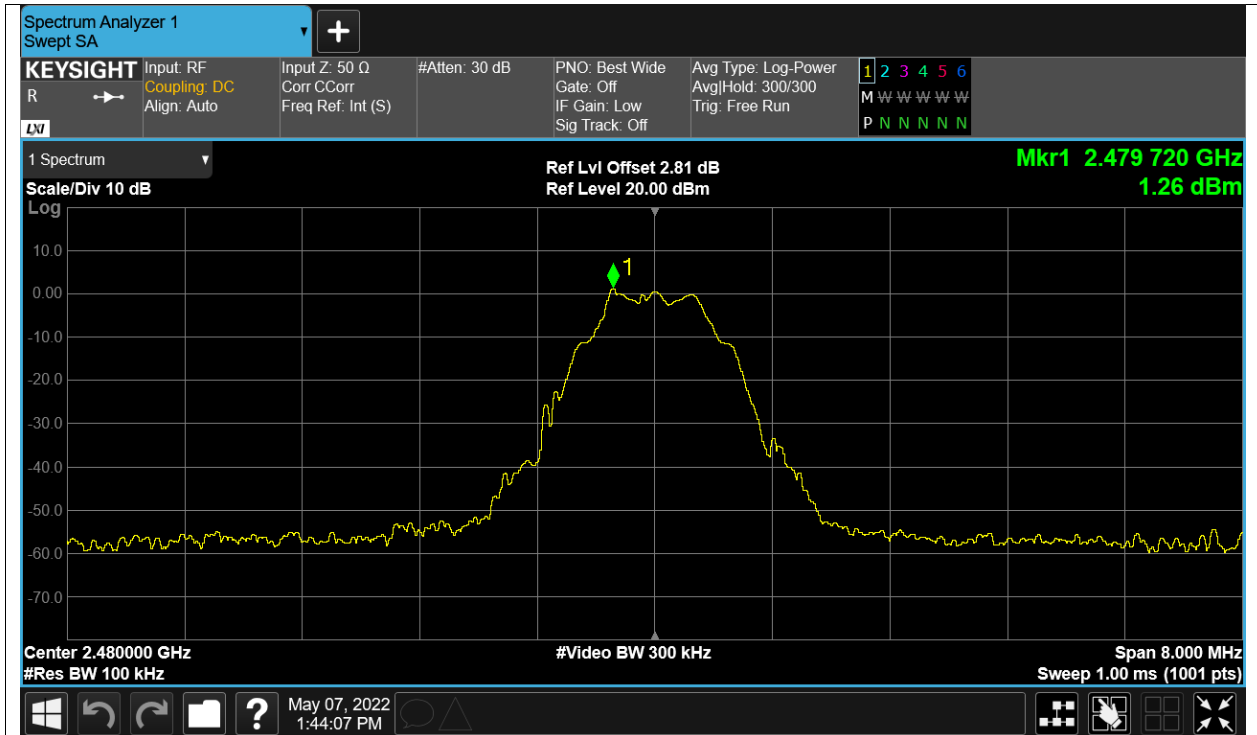 Spectrum Analyzer 1
Swept SA
+
KEYSIGHT
R
LXI
Input: RF
Coupling: DC
Align: Auto
Input Z: 50 Ω
Corr CCorr
Freq Ref: Int (S)
#Atten: 30 dB
PNO: Best Wide
Gate: Off
IF Gain: Low
Sig Track: Off
Avg Type: Log-Power
Avg|Hold: 300/300
Trig: Free Run
1 2 3 4 5 6
M W W W W W
P N N N N N
1 Spectrum
Scale/Div 10 dB
Log
Ref Lvl Offset 2.81 dB
Ref Level 20.00 dBm
Mkr1 2.479 720 GHz
1.26 dBm
10.0
1
0.00
-10.0
-20.0
-30.0
-40.0
-50.0
-60.0
-70.0
Center 2.480000 GHz
#Video BW 300 kHz
Span 8.000 MHz
#Res BW 100 kHz
Sweep 1.00 ms (1001 pts)
?
May 07, 2022
1:44:07 PM